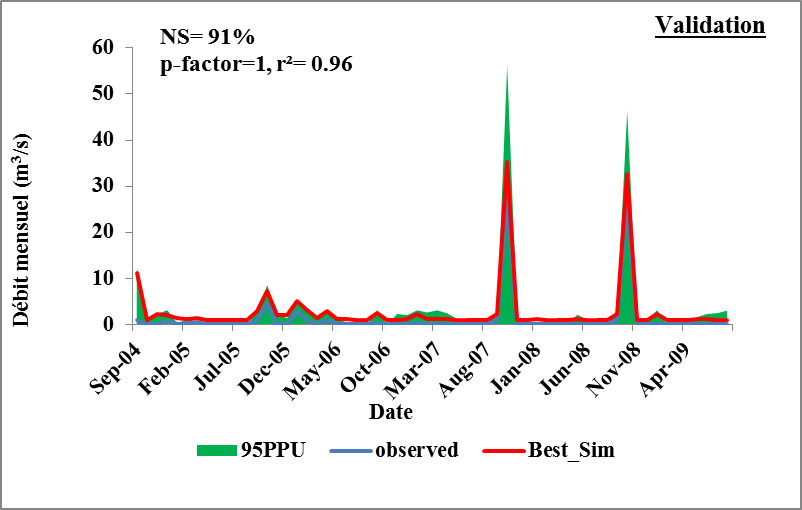 Validation
NS= 91%
p-factor=1, r²= 0.96
Débit mensuel (m³/s)
60
50
40
30
20
10
0
Sep-04 Feb-05 Jul-05 Dec-05 May-06 Oct-06 Mar-07 Aug-07 Jan-08 Jun-08 Nov-08 Apr-09
Date
95PPU observed Best_Sim